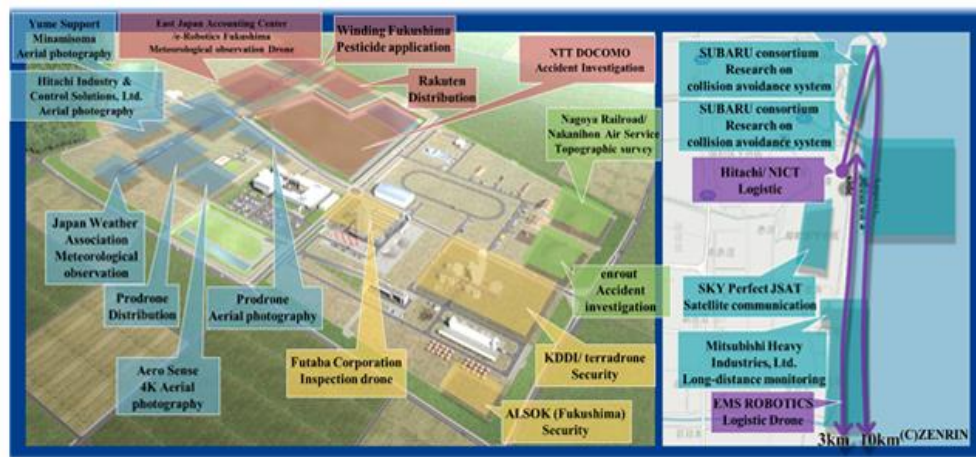 Yume Support
Minamisoma
Aerial photography
East Japan Accounting Center
/e-Robotics Fukushima
Meteorological observation Drone
Winding Fukushima
Pesticide application
NTT DOCOMO
Accident Investigation
Hitachi Industry &
Control Solutions, Ltd.
Aerial photography
Rakuten
Distribution
Nagoya Railroad/
Nakanihon Air Service
Topographic survey
Japan Weather
Association
Meteorological
observation
Prodrone
Distribution
Prodrone
Aerial photography
enrout
Accident
investigation
Aero Sense
4K Aerial
photography
Futaba Corporation
Inspection drone
KDDI/ terradrone
Security
ALSOK (Fukushima)
Security
SUBARU consortium
Research on
collision avoidance system
SUBARU consortium
Research on
collision avoidance system
Hitachi/ NICT
Logistic
SKY Perfect JSAT
Satellite communication
Mitsubishi Heavy
Industries, Ltd.
Long-distance monitoring
EMS ROBOTICS
Logistic Drone
3km 10km (C)ZENRIN